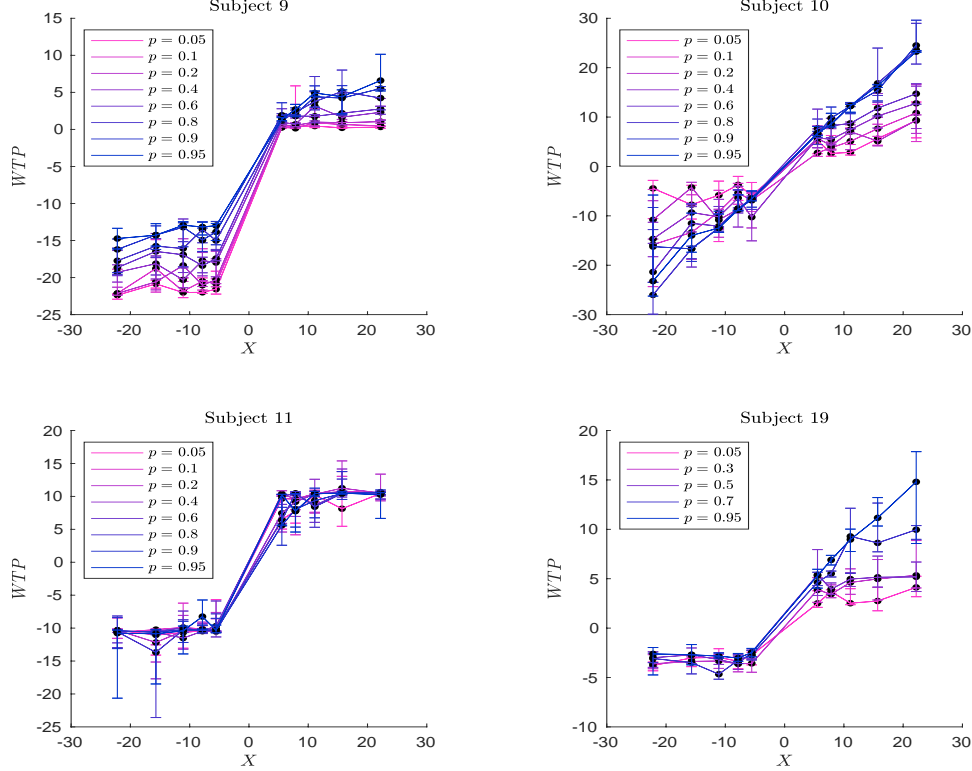 Subject 9
15
10
5
0
-5
-10
-15
-20
-25
WTP
p = 0.05
p = 0.1
p = 0.2
p = 0.4
p = 0.6
p = 0.8
p = 0.9
p = 0.95
-30 -20 -10 0 10 20 30
X
Subject 10
30
20
10
0
-10
-20
-30
WTP
p = 0.05
p = 0.1
p = 0.2
p = 0.4
p = 0.6
p = 0.8
p = 0.9
p = 0.95
-30 -20 -10 0 10 20 30
X
Subject 11
20
15
10
5
0
-5
-10
-15
-20
-25
WTP
p = 0.05
p = 0.1
p = 0.2
p = 0.4
p = 0.6
p = 0.8
p = 0.9
p = 0.95
-30 -20 -10 0 10 20 30
X
Subject 19
20
15
10
5
0
-5
-10
WTP
p = 0.05
p = 0.3
p = 0.5
p = 0.7
p = 0.95
-30 -20 -10 0 10 20 30
X